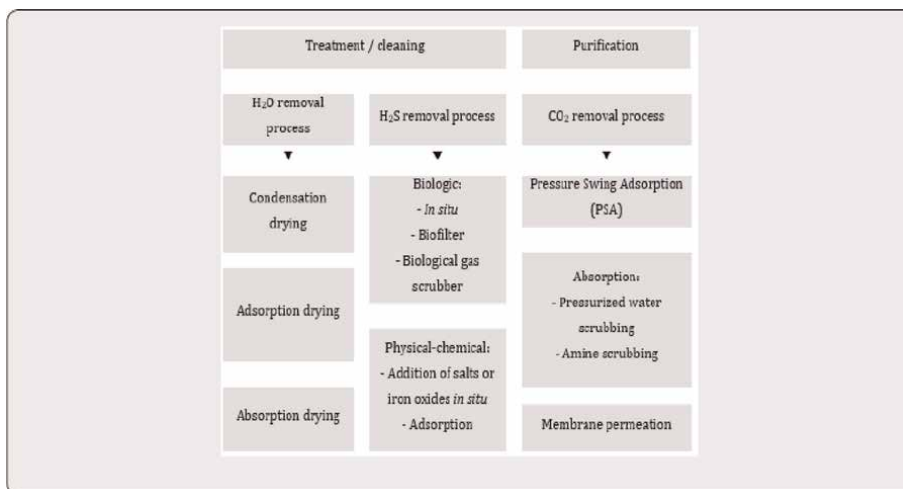 Treatment / cleaning
Purification
H₂O removal
process
H₂S removal process
CO₂ removal process
Condensation
drying
Adsorption drying
Absorption drying
Biologic:
- In situ
- Biofilter
- Biological gas
scrubber
Physical-chemical:
- Addition of salts or
iron oxides in situ
- Adsorption
Pressure Swing Adsorption
(PSA)
Absorption:
- Pressurized water
scrubbing
- Amine scrubbing
Membrane permeation